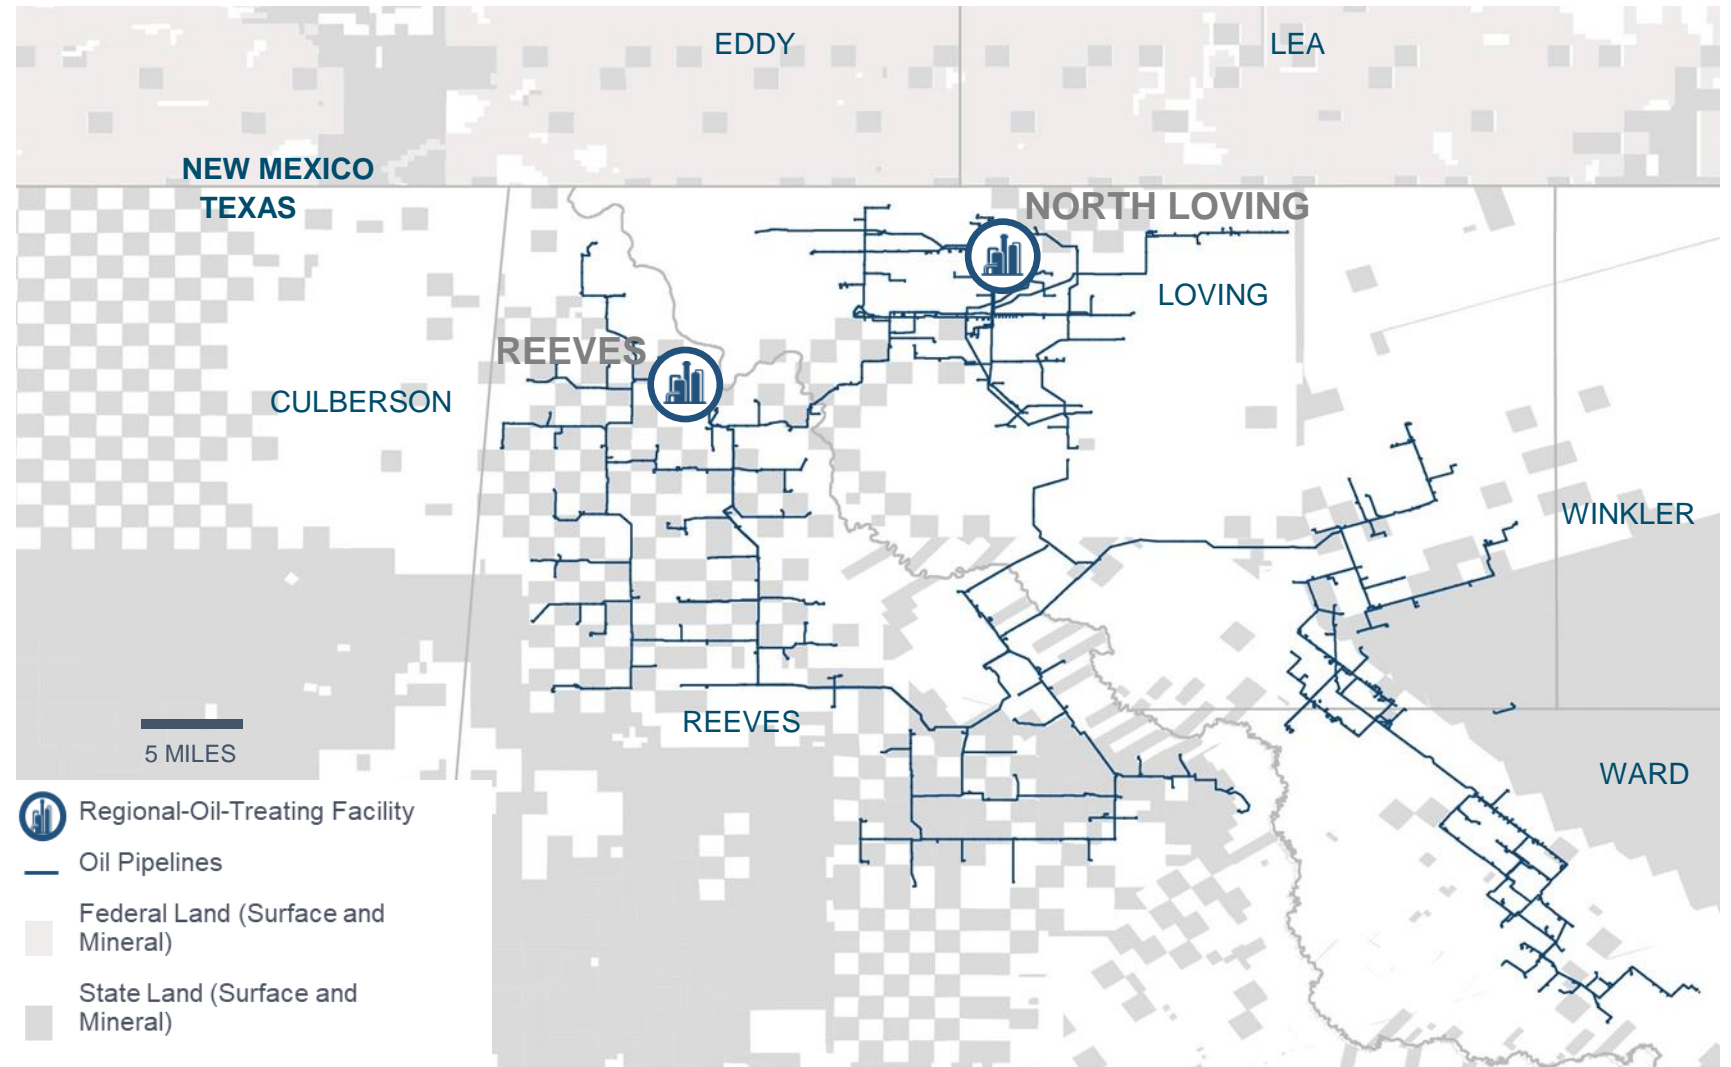 EDDY
LEA
NEW MEXICO
TEXAS
NORTH LOVING
LOVING
REEVES
CULBERSON
WINKLER
REEVES
5 MILES
WARD
Regional-Oil-Treating Facility
Oil Pipelines
Federal Land (Surface and
Mineral)
State Land (Surface and
Mineral)